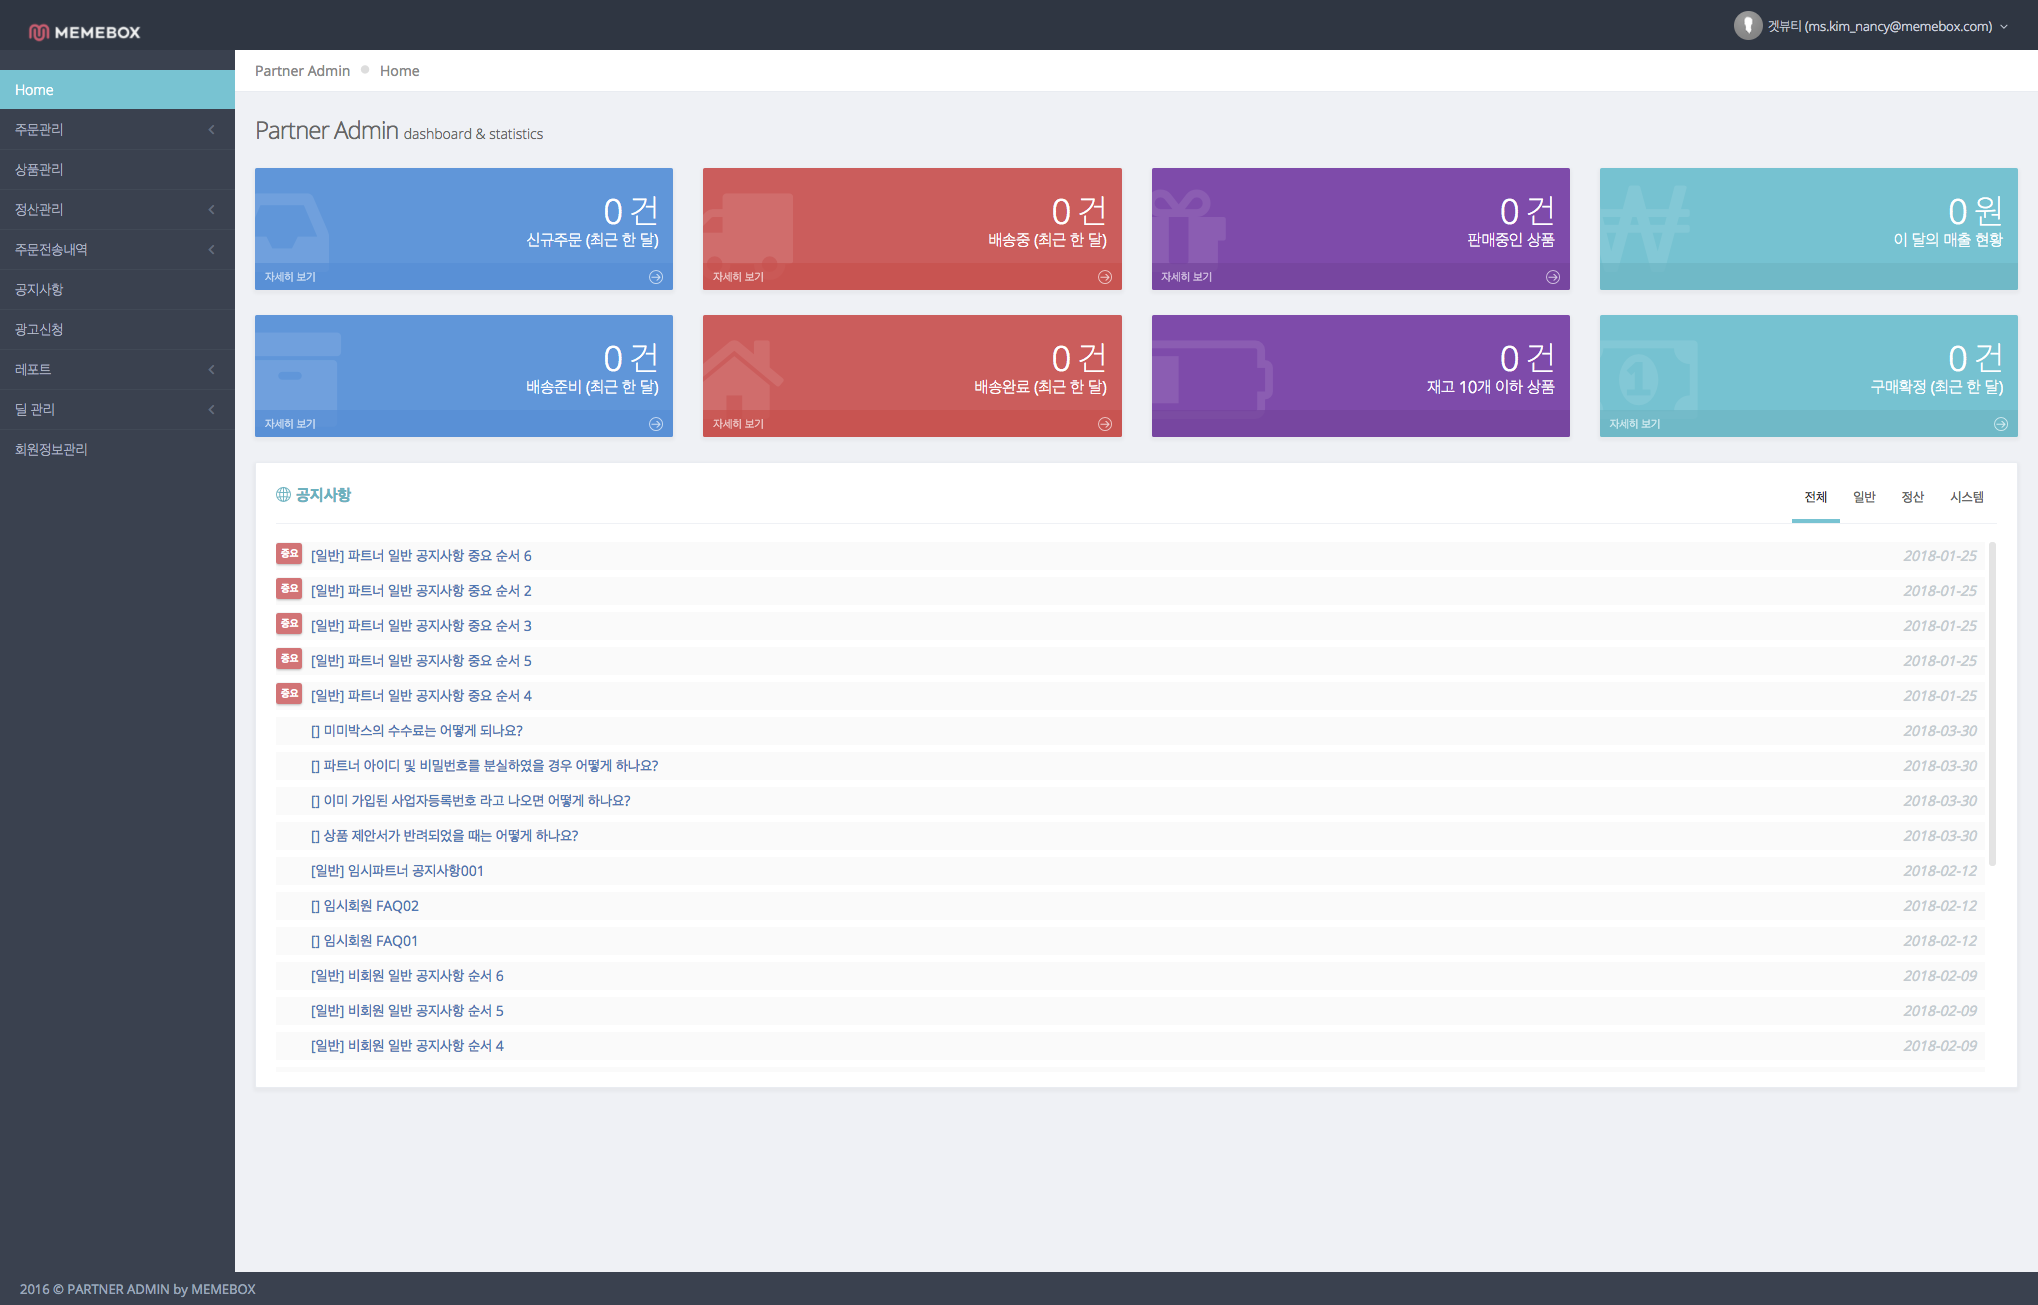 MEMEBOX
겟뷰티 (ms.kim_nancy@memebox.com)
Home
주문관리
상품관리
정산관리
주문전송내역
공지사항
광고신청
레포트
딜 관리
회원정보관리
Partner Admin Home
Partner Admin dashboard & statistics
0 건
신규주문 (최근 한 달)
자세히 보기
0 건
배송중 (최근 한 달)
자세히 보기
0 건
판매중인 상품
자세히 보기
0 원
이 달의 매출 현황
0 건
배송준비 (최근 한 달)
자세히 보기
0 건
배송완료 (최근 한 달)
자세히 보기
0 건
재고 10개 이하 상품
0 건
구매확정 (최근 한 달)
자세히 보기
공지사항
전체 일반 정산 시스템
중요 [일반] 파트너 일반 공지사항 중요 순서 6 2018-01-25
중요 [일반] 파트너 일반 공지사항 중요 순서 2 2018-01-25
중요 [일반] 파트너 일반 공지사항 중요 순서 3 2018-01-25
중요 [일반] 파트너 일반 공지사항 중요 순서 5 2018-01-25
중요 [일반] 파트너 일반 공지사항 중요 순서 4 2018-01-25
[] 미미박스의 수수료는 어떻게 되나요? 2018-03-30
[] 파트너 아이디 및 비밀번호를 분실하였을 경우 어떻게 하나요? 2018-03-30
[] 이미 가입된 사업자등록번호 라고 나오면 어떻게 하나요? 2018-03-30
[] 상품 제안서가 반려되었을 때는 어떻게 하나요? 2018-03-30
[일반] 임시파트너 공지사항001 2018-02-12
[] 임시회원 FAQ02 2018-02-12
[] 임시회원 FAQ01 2018-02-12
[일반] 비회원 일반 공지사항 순서 6 2018-02-09
[일반] 비회원 일반 공지사항 순서 5 2018-02-09
[일반] 비회원 일반 공지사항 순서 4 2018-02-09
2016 © PARTNER ADMIN by MEMEBOX